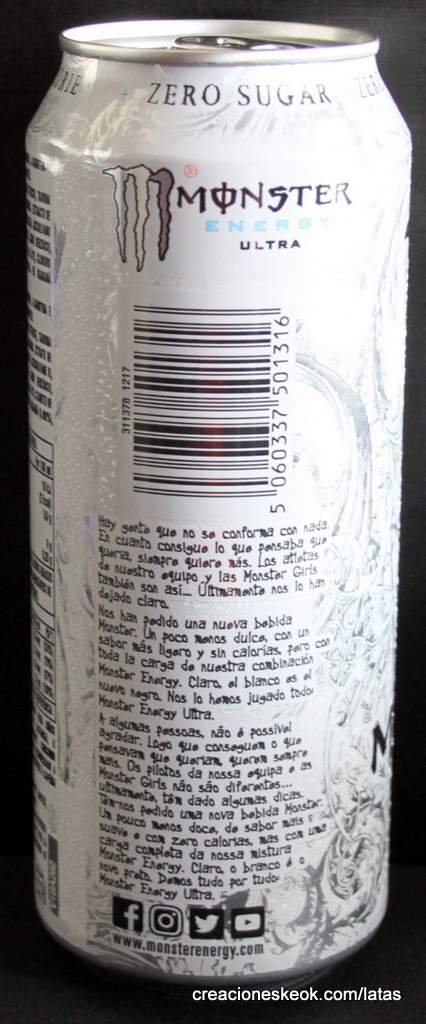 RIE + ZERO SUGAR ZER
® MONSTER
ENERGY
ULTRA
311378 1217
5 060337 501316
Hay gente que no se conforma con nada.
En cuanto consigue lo que pensaba que
quería, siempre quiere más. Los atletas
de nuestro equipo y las Monster Girls
también son así... Últimamente nos lo han
dejado claro.
Nos han pedido una nueva bebida
Monster. Un poco menos dulce, con un
sabor más ligero y sin calorías, pero con
toda la carga de nuestra combinación
Monster Energy. Claro, el blanco es el
nuevo negro. Nos lo hemos jugado todo:
Monster Energy Ultra.
A algumas pessoas, não é possível
agradar. Logo que conseguem o que
pensavam que queriam, querem sempre
mais. Os pilotos da nossa equipa e as
Monster Girls não são diferentes...
ultimamente, têm dado algumas dicas.
Têm-nos pedido uma nova bebida Monster.
Um pouco menos doce, de sabor mais
suave e com zero calorias, mas com uma
carga completa da nossa mistura
Monster Energy. Claro, o branco é o
novo preto. Demos tudo por tudo:
Monster Energy Ultra.
www.monsterenergy.com
creacioneskeok.com/latas